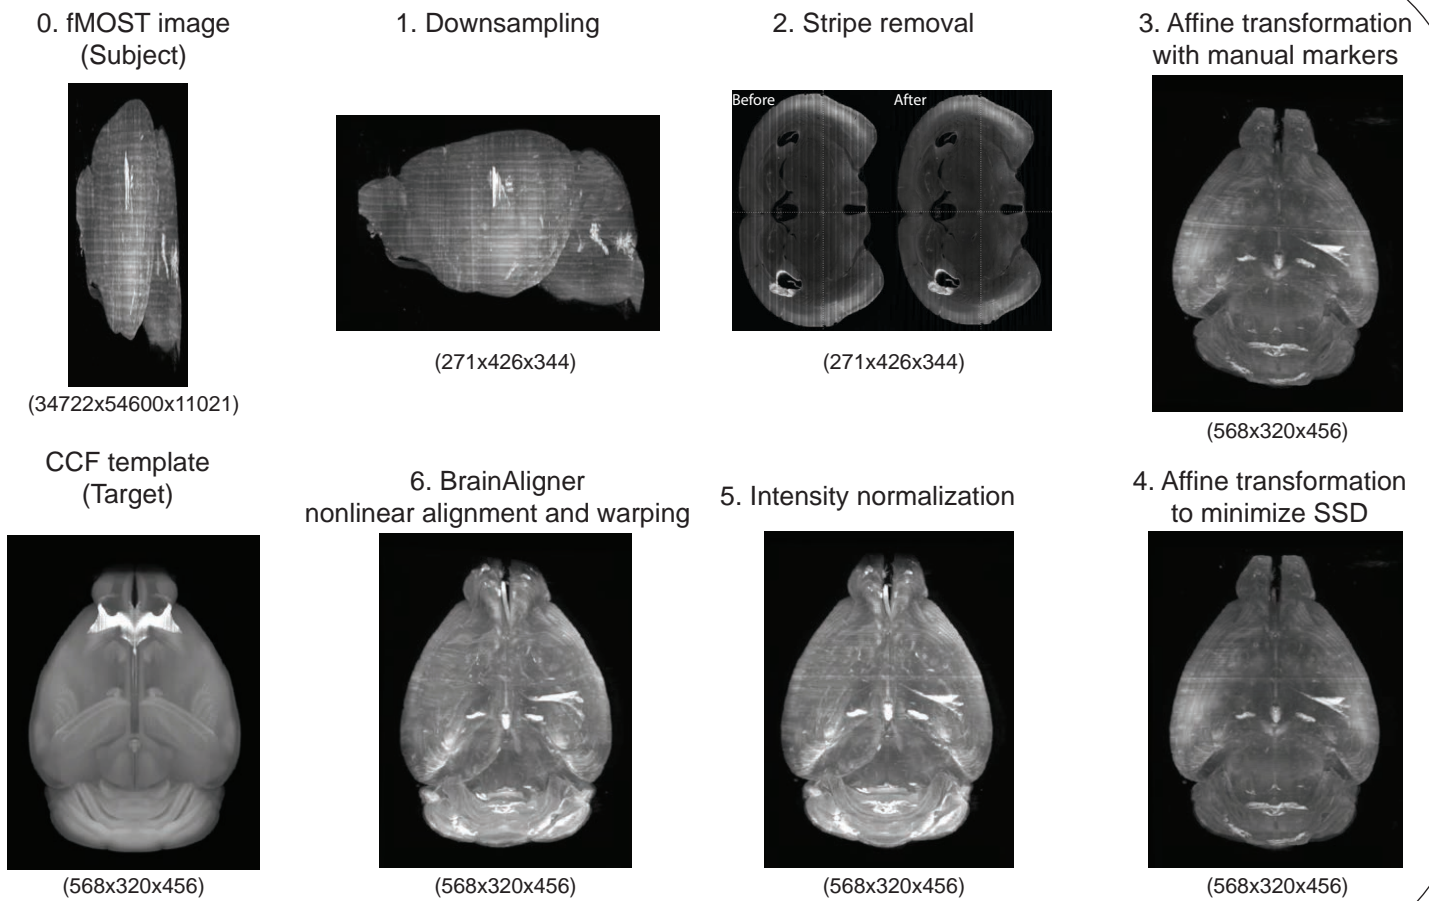 0. fMOST image
(Subject)
(34722x54600x11021)
1. Downsampling
(271x426x344)
2. Stripe removal
Before
After
(271x426x344)
3. Affine transformation
with manual markers
(568x320x456)
CCF template
(Target)
(568x320x456)
6. BrainAligner
nonlinear alignment and warping
(568x320x456)
5. Intensity normalization
(568x320x456)
4. Affine transformation
to minimize SSD
(568x320x456)